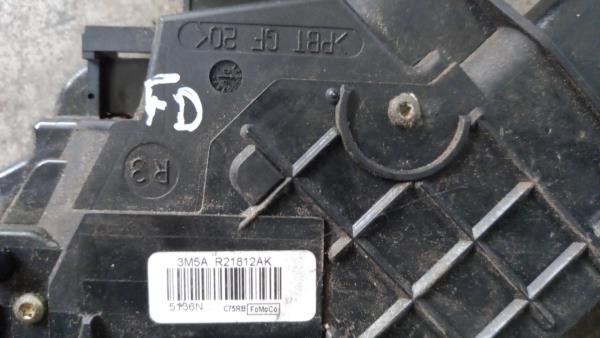 >PBT GF 20<
FD
R3
3M5A R21812AK
5136N C75RB FoMoCo